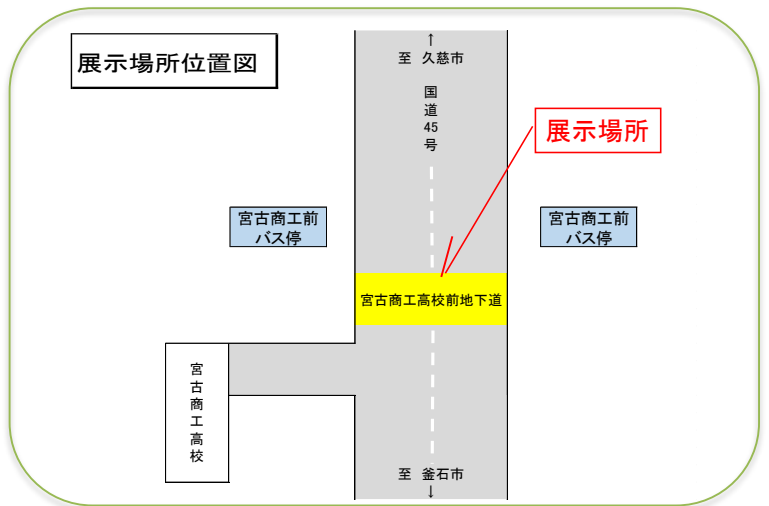 展示場所位置図
↑
至 久慈市
国道45号
展示場所
宮古商工前
バス停
宮古商工前
バス停
宮古商工高校前地下道
宮古商工高校
至 釜石市
↓